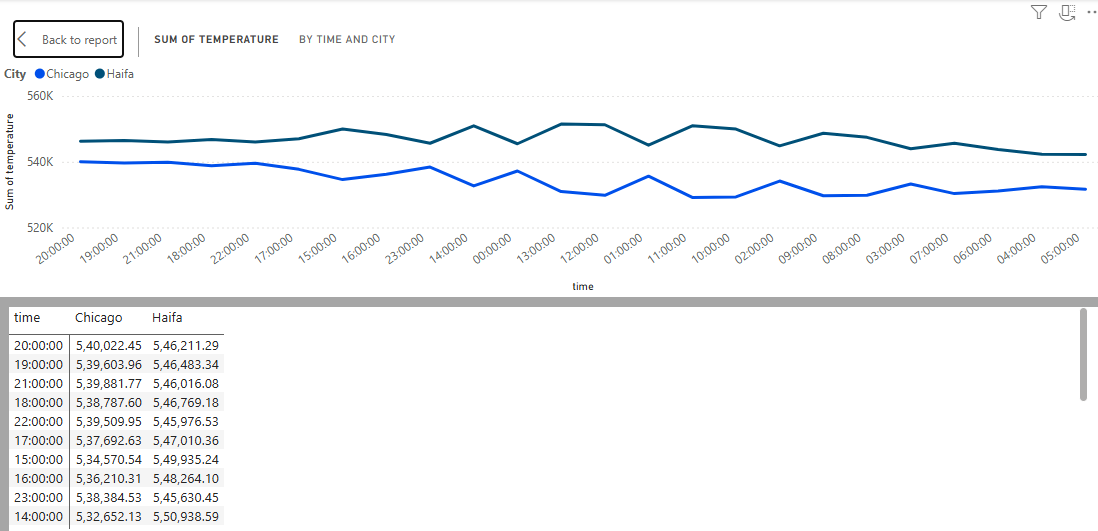 Back to report SUM OF TEMPERATURE BY TIME AND CITY
City Chicago Haifa
560K
540K
520K
Sum of temperature
20:00:00 19:00:00 21:00:00 18:00:00 22:00:00 17:00:00 15:00:00 16:00:00 23:00:00 14:00:00 00:00:00 13:00:00 12:00:00 01:00:00 11:00:00 10:00:00 02:00:00 09:00:00 08:00:00 03:00:00 07:00:00 06:00:00 04:00:00 05:00:00
time
time Chicago Haifa
20:00:00 5,40,022.45 5,46,211.29
19:00:00 5,39,603.96 5,46,483.34
21:00:00 5,39,881.77 5,46,016.08
18:00:00 5,38,787.60 5,46,769.18
22:00:00 5,39,509.95 5,45,976.53
17:00:00 5,37,692.63 5,47,010.36
15:00:00 5,34,570.54 5,49,935.24
16:00:00 5,36,210.31 5,48,264.10
23:00:00 5,38,384.53 5,45,630.45
14:00:00 5,32,652.13 5,50,938.59